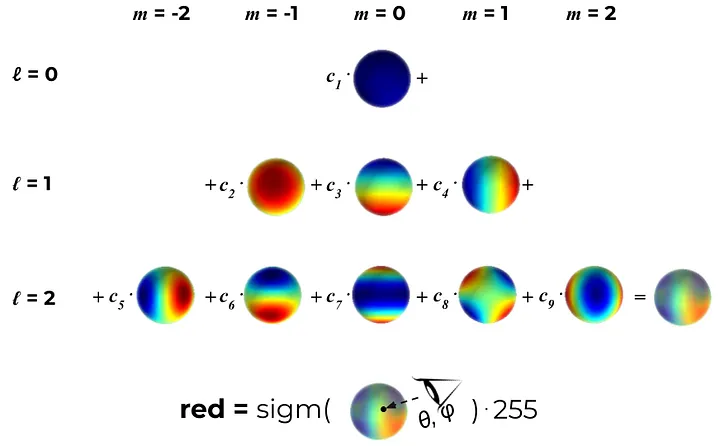 m = -2 m = -1 m = 0 m = 1 m = 2
ℓ = 0 c₁· +
ℓ = 1 + c₂· + c₃· + c₄· +
ℓ = 2 + c₅· + c₆· + c₇· + c₈· + c₉· =
red = sigm( θ, φ ) · 255